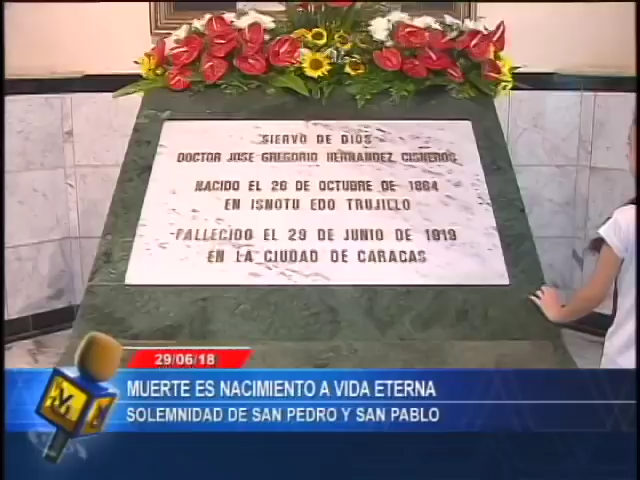 SIERVO DE DIOS
DOCTOR JOSE GREGORIO HERNANDEZ CISNEROS
NACIDO EL 26 DE OCTUBRE DE 1864
EN ISNOTU EDO TRUJILLO
FALLECIDO EL 29 DE JUNIO DE 1919
EN LA CIUDAD DE CARACAS
29/06/18
MUERTE ES NACIMIENTO A VIDA ETERNA
SOLEMNIDAD DE SAN PEDRO Y SAN PABLO